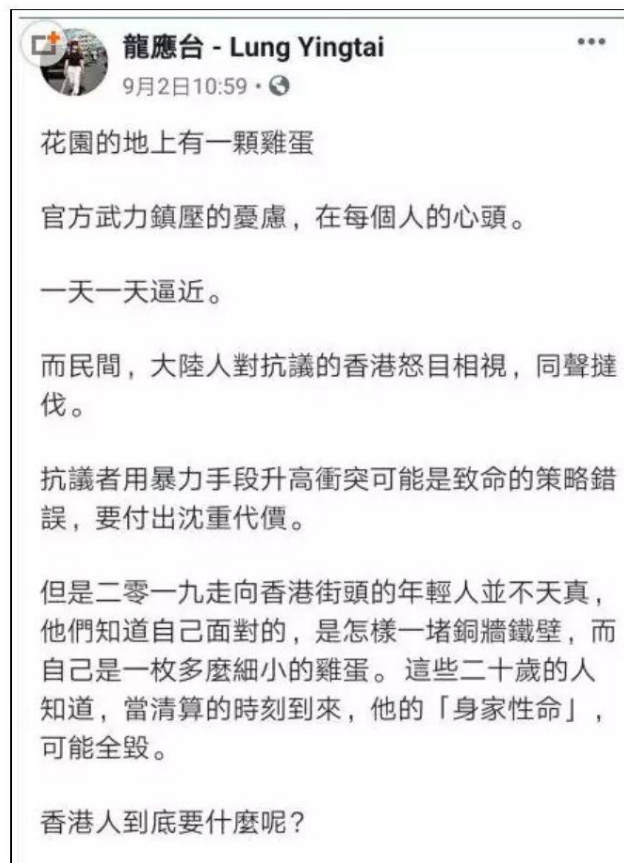 龍應台 - Lung Yingtai
9月2日10:59 ·
花園的地上有一顆雞蛋
官方武力鎮壓的憂慮，在每個人的心頭。
一天一天逼近。
而民間，大陸人對抗議的香港怒目相視，同聲撻
伐。
抗議者用暴力手段升高衝突可能是致命的策略錯
誤，要付出沈重代價。
但是二零一九走向香港街頭的年輕人並不天真，
他們知道自己面對的，是怎樣一堵銅牆鐵壁，而
自己是一枚多麼細小的雞蛋。這些二十歲的人
知道，當清算的時刻到來，他的「身家性命」，
可能全毀。
香港人到底要什麼呢？